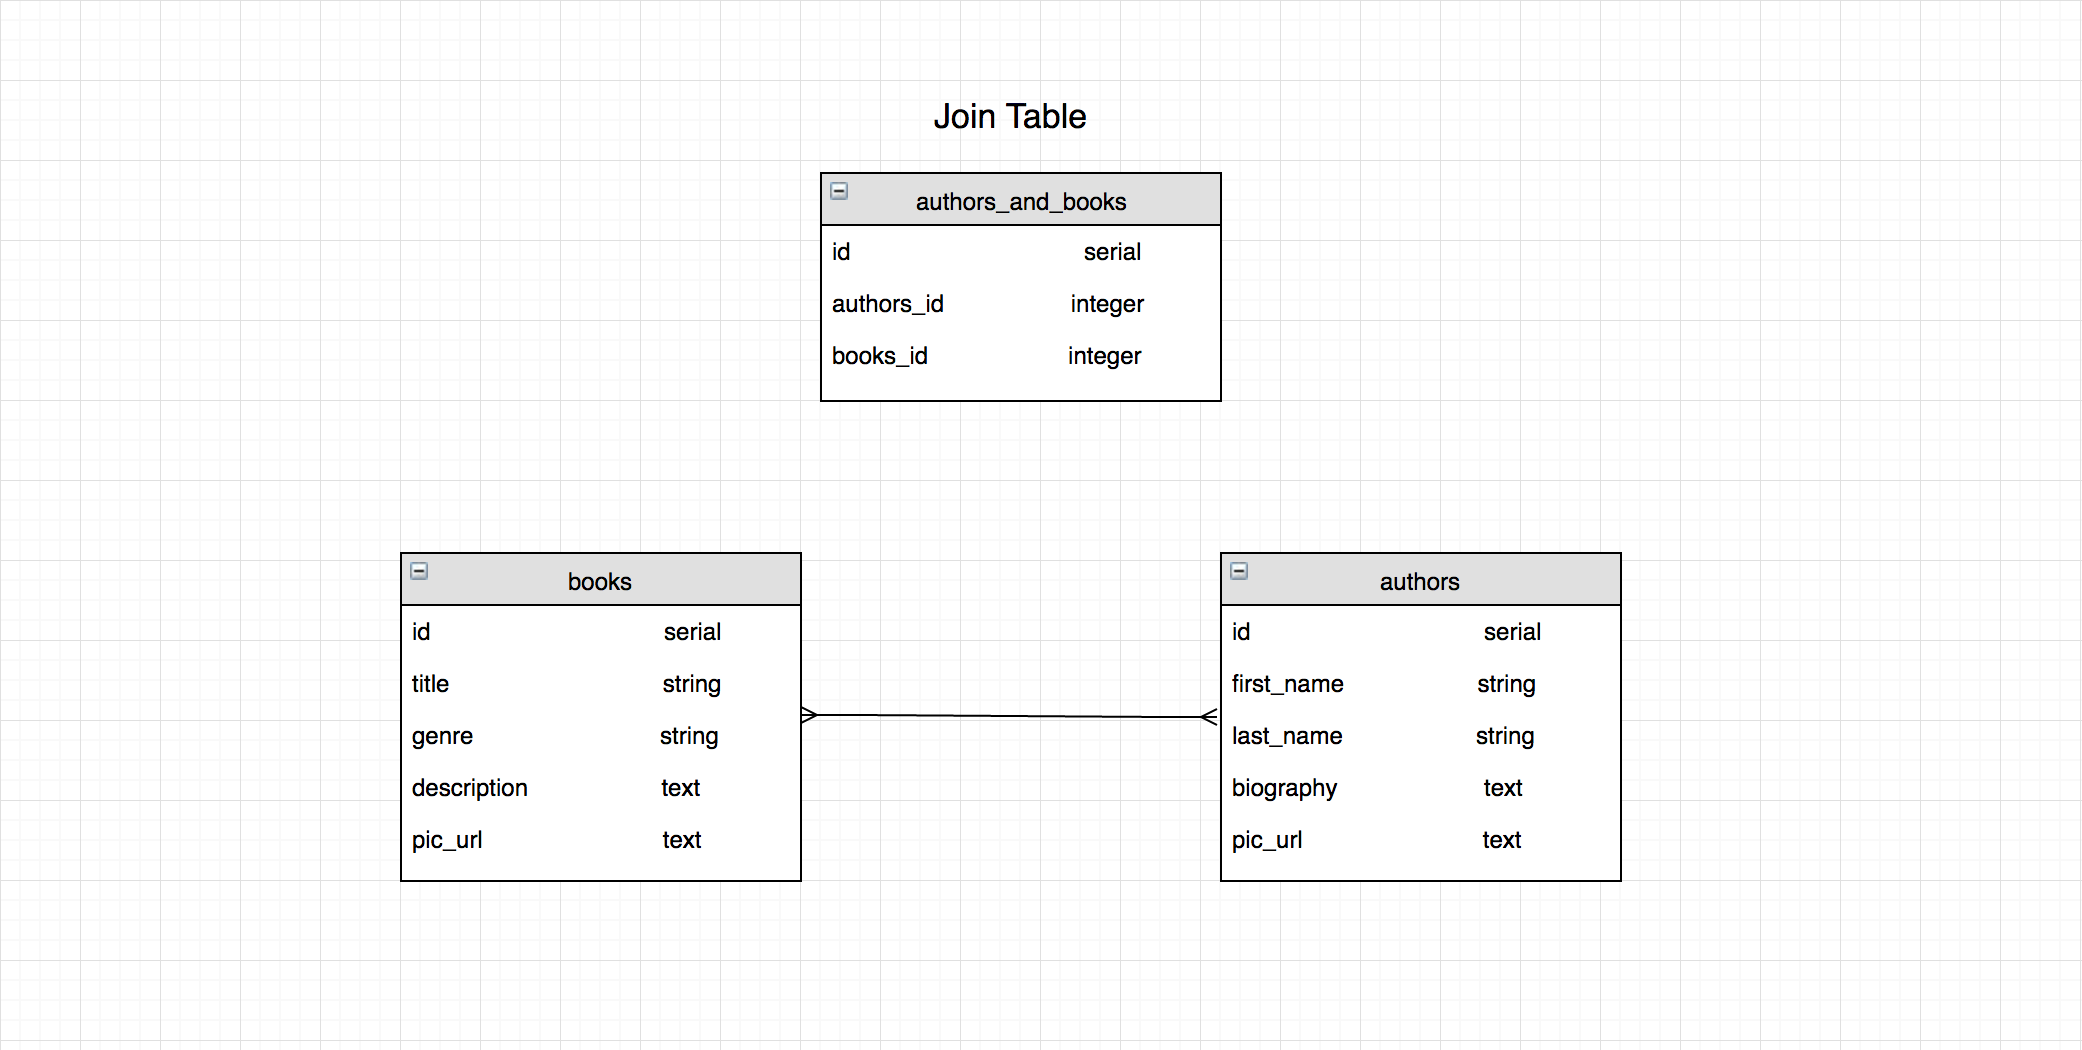 Join Table
authors_and_books
id serial
authors_id integer
books_id integer
books
id serial
title string
genre string
description text
pic_url text
authors
id serial
first_name string
last_name string
biography text
pic_url text